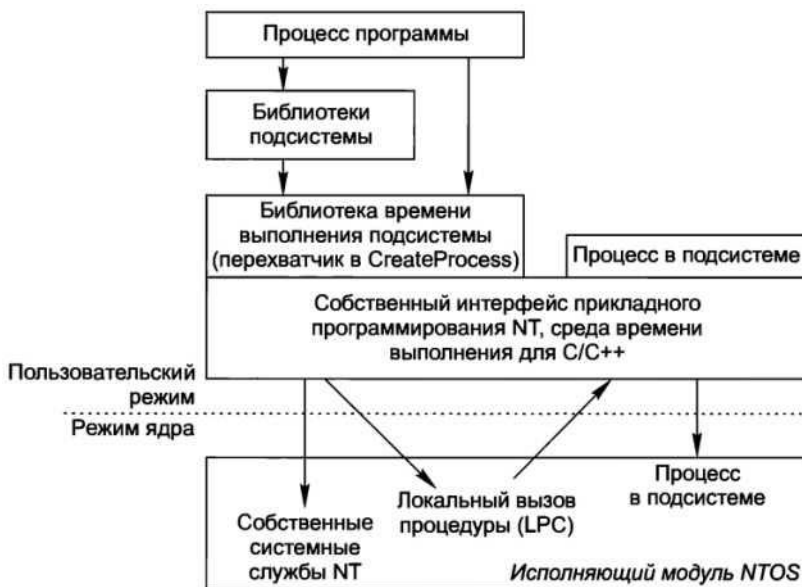 Процесс программы
Библиотеки
подсистемы
Библиотека времени
выполнения подсистемы
(перехватчик в CreateProcess)
Процесс в подсистеме
Собственный интерфейс прикладного
программирования NT, среда времени
выполнения для C/C++
Пользовательский
режим
Режим ядра
Процесс
в подсистеме
Локальный вызов
процедуры (LPC)
Собственные
системные
службы NT
Исполняющий модуль NTOS